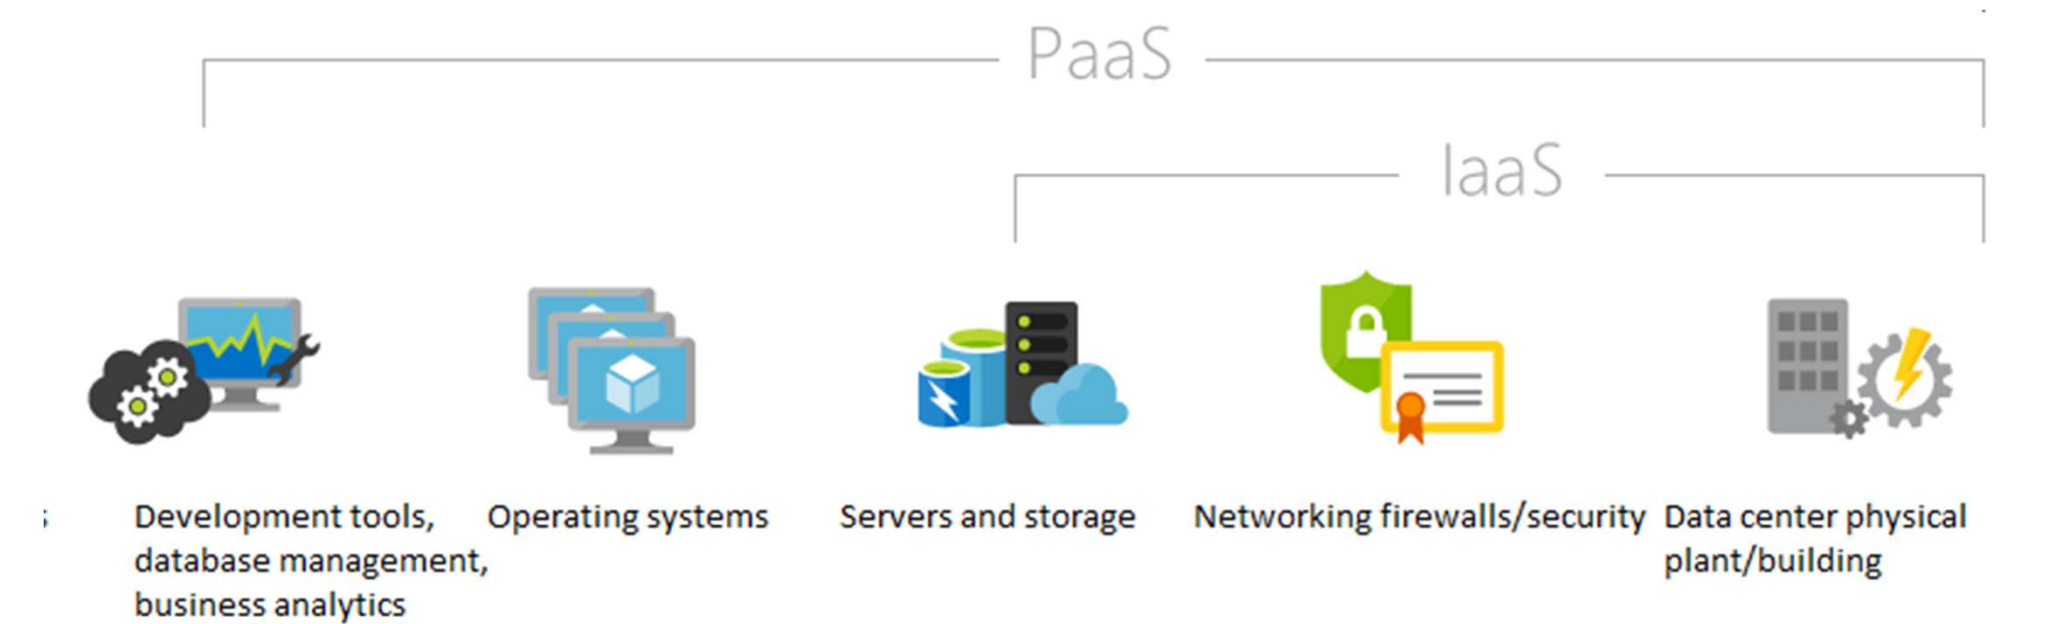 PaaS
IaaS
Development tools,
database management,
business analytics
Operating systems
Servers and storage
Networking firewalls/security
Data center physical
plant/building